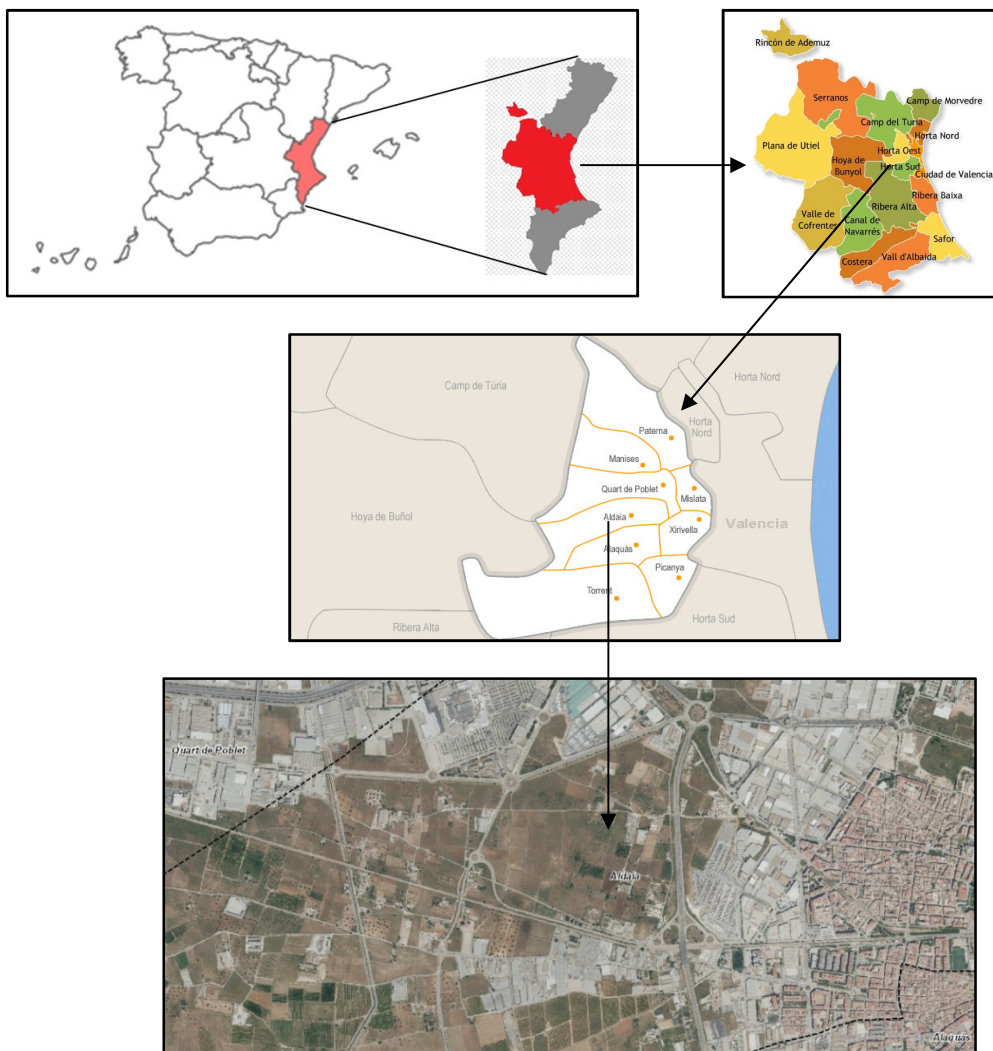 Rincón de Ademuz
Serranos
Camp de Morvedre
Camp del Turia
Horta Nord
Plana de Utiel
Horta Oest
Hoya de
Bunyol
Horta Sud
Ciudad de Valencia
Ribera Baixa
Ribera Alta
Valle de
Cofrentes
Canal de
Navarrés
Safor
Costera
Vall d'Albaida
Camp de Túria
Horta Nord
Horta
Nord
Paterna
Manises
Quart de Poblet
Mislata
Hoya de Buñol
Aldaia
Xirivella
Valencia
Alaquàs
Picanya
Torrent
Ribera Alta
Horta Sud
Quart de Poblet
Aldaia
Alaquàs